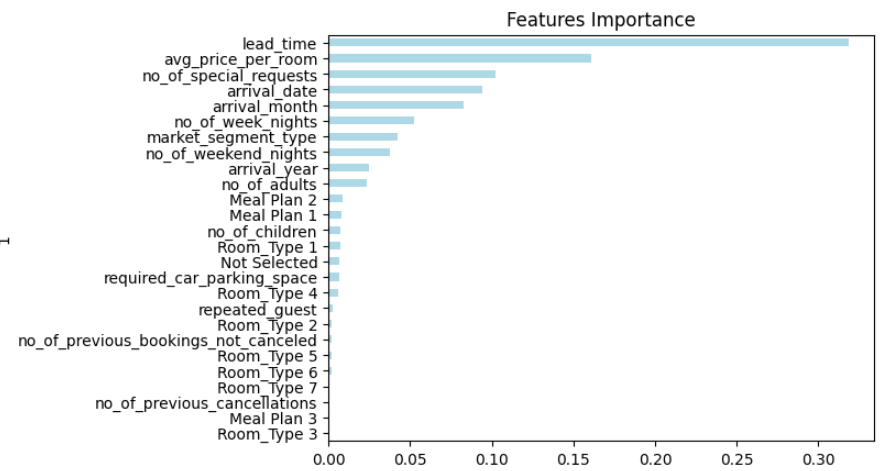 Features Importance
lead_time
avg_price_per_room
no_of_special_requests
arrival_date
arrival_month
no_of_week_nights
market_segment_type
no_of_weekend_nights
arrival_year
no_of_adults
Meal Plan 2
Meal Plan 1
no_of_children
Room_Type 1
Not Selected
required_car_parking_space
Room_Type 4
repeated_guest
Room_Type 2
no_of_previous_bookings_not_canceled
Room_Type 5
Room_Type 6
Room_Type 7
no_of_previous_cancellations
Meal Plan 3
Room_Type 3
1
0.00 0.05 0.10 0.15 0.20 0.25 0.30